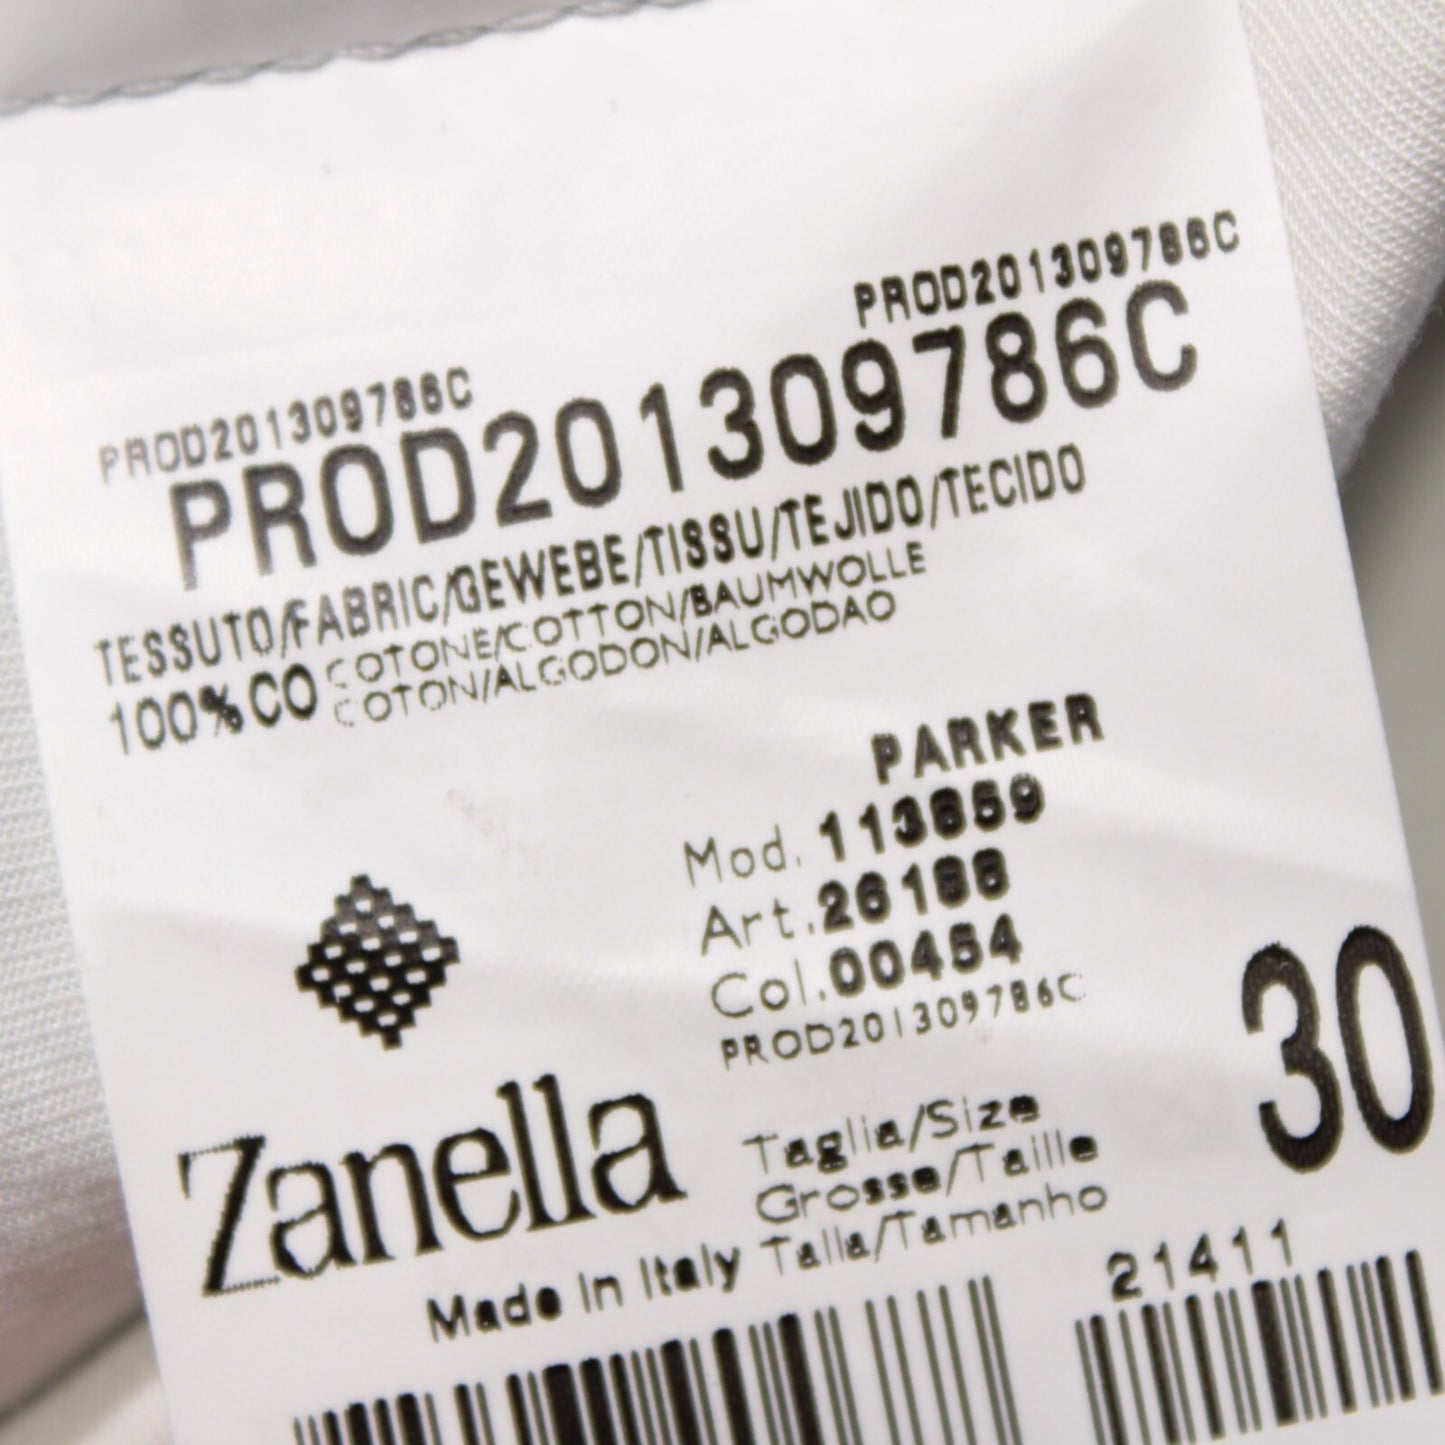 PROD201309786C
PROD201309786C
PROD201309786C
TESSUTO/FABRIC/GEWEBE/TISSU/TEJIDO/TECIDO
100%CO COTONE/COTTON/BAUMWOLLE
COTON/ALGODON/ALGODAO
PARKER
Mod. 113659
Art. 26188
Col. 00454
PROD201309786C
30
Zanella
Taglia/Size
Grosse/Taille
Talla/Tamanho
Made In Italy
21411